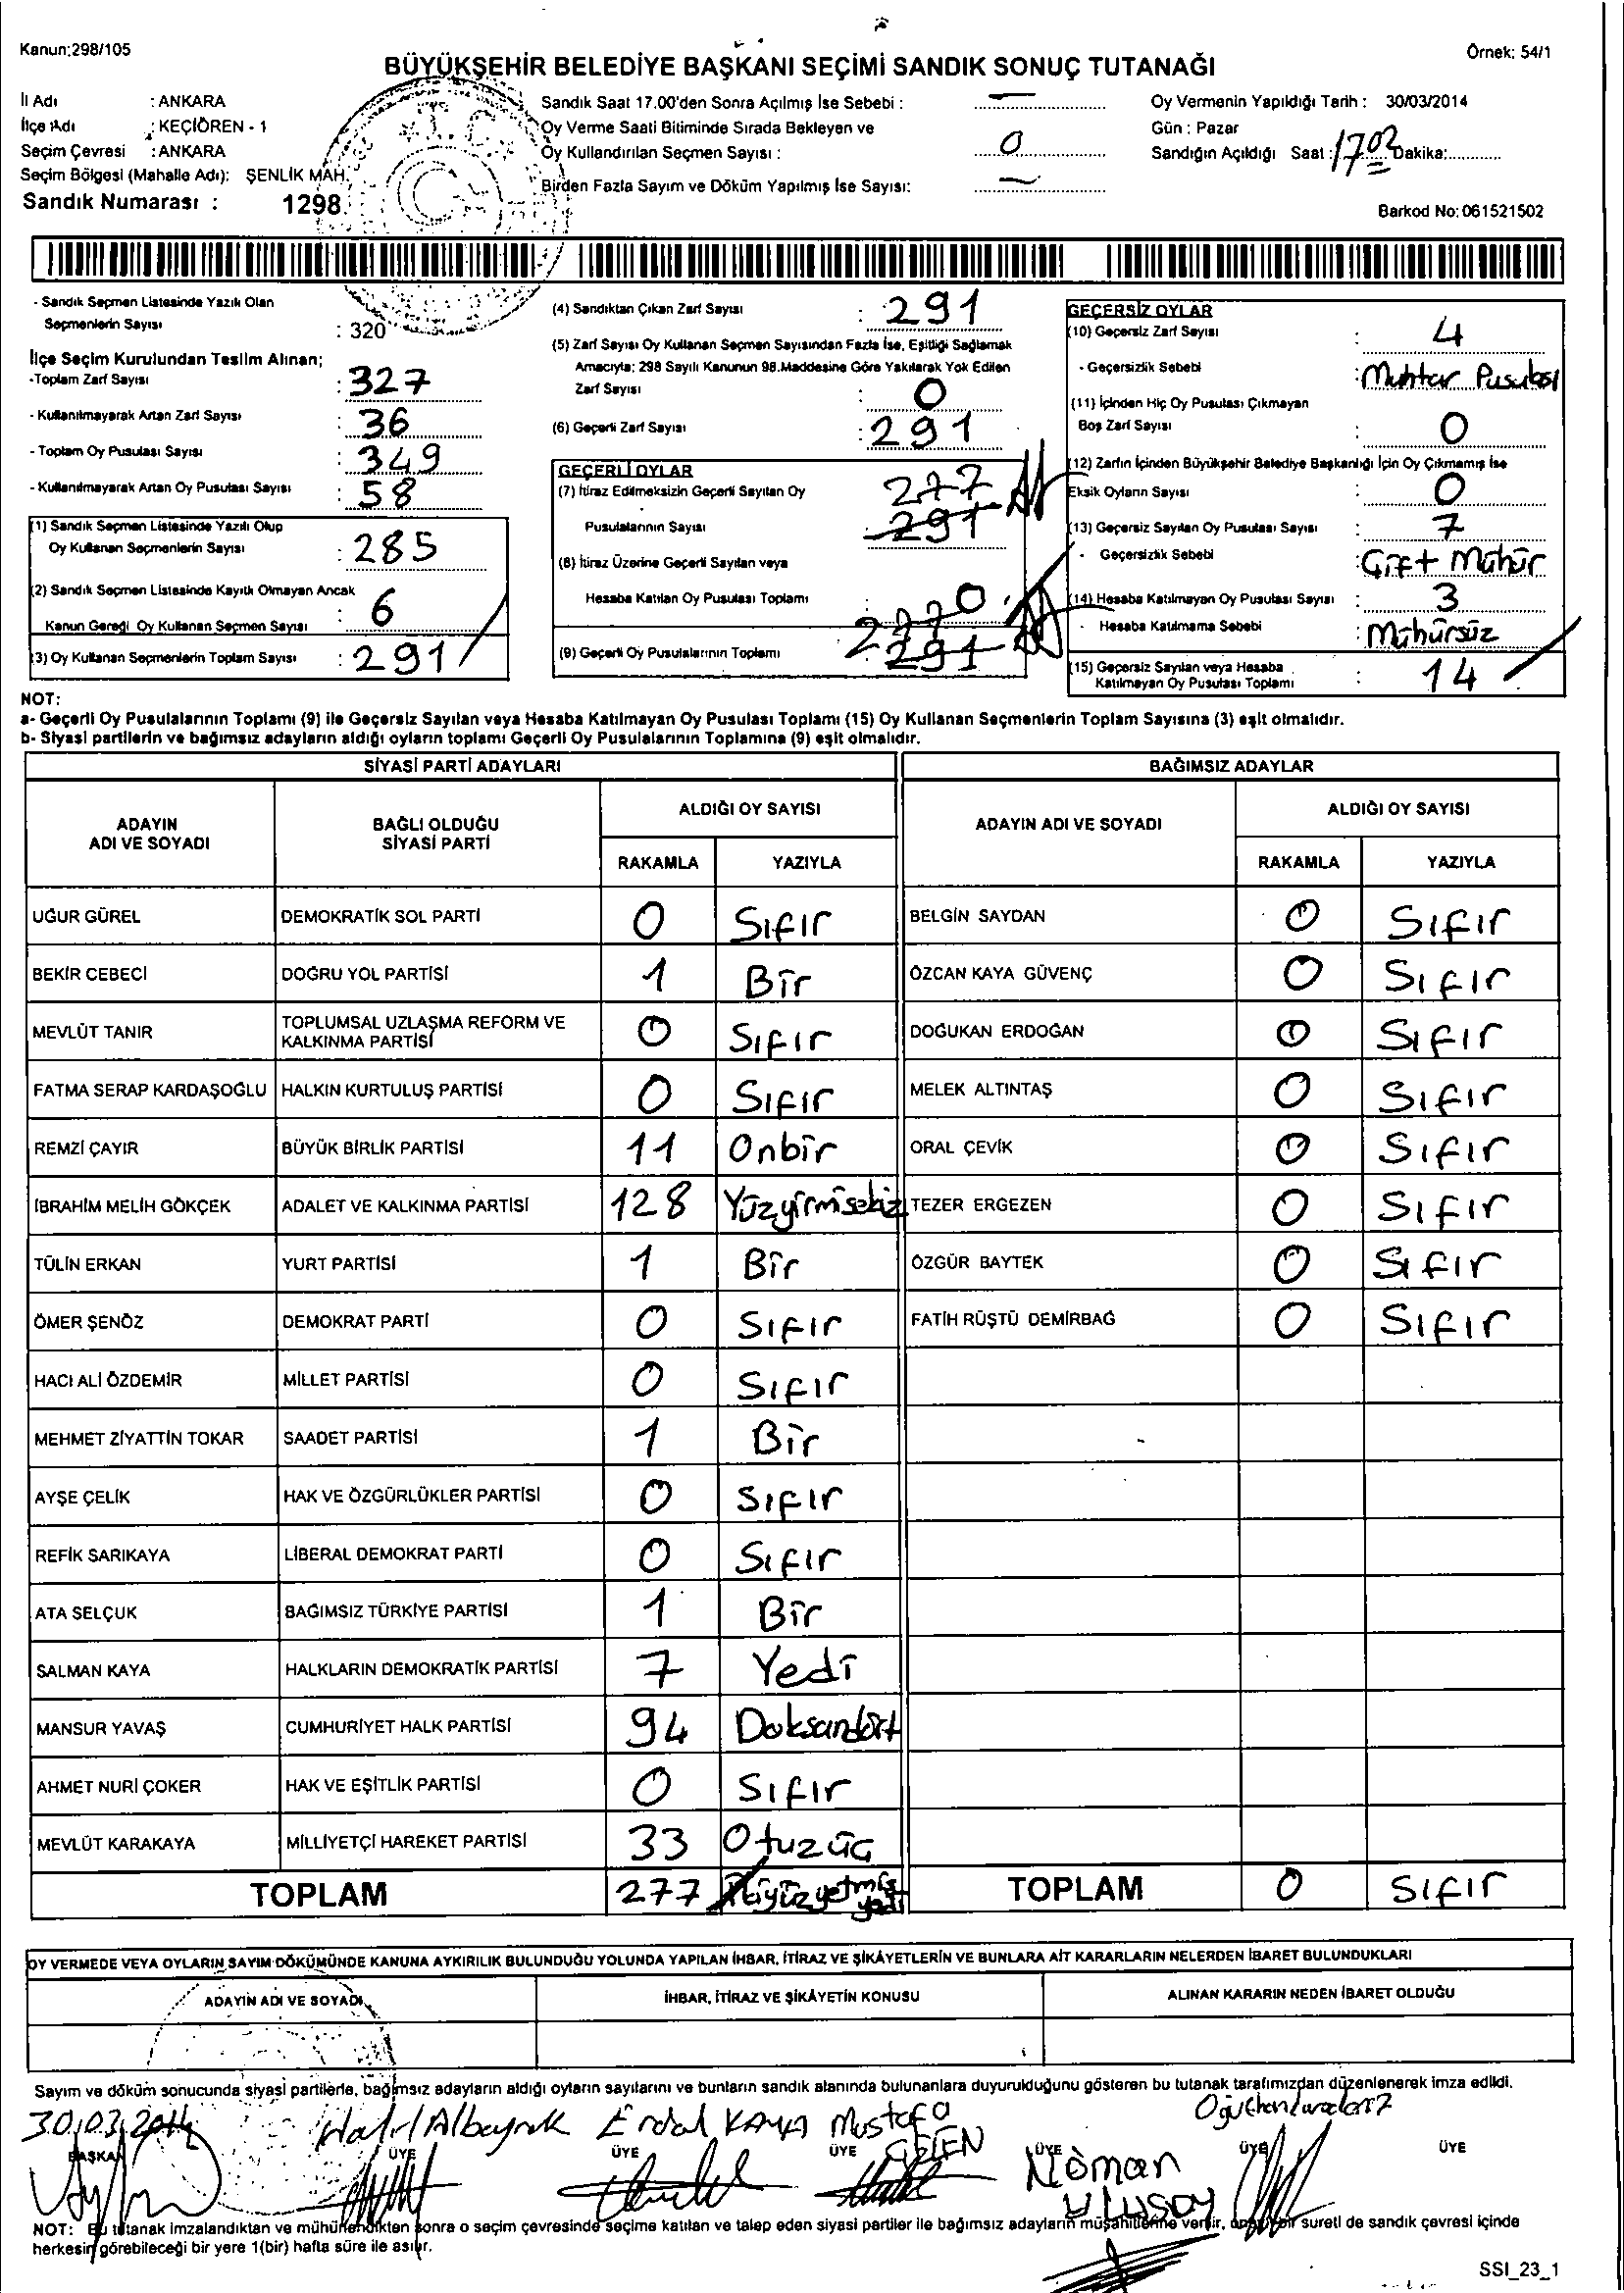 Kanun:298/105
Örnek: 54/1
BÜYÜKŞEHİR BELEDİYE BAŞKANI SEÇİMİ SANDIK SONUÇ TUTANAĞI
İl Adı : ANKARA
İlçe Adı : KEÇİÖREN - 1
Seçim Çevresi : ANKARA
Seçim Bölgesi (Mahalle Adı): ŞENLİK MAH.
Sandık Numarası : 1298
Sandık Saat 17.00'den Sonra Açılmış İse Sebebi :
Oy Verme Saati Bitiminde Sırada Bekleyen ve
Oy Kullandırılan Seçmen Sayısı : 0
Birden Fazla Sayım ve Döküm Yapılmış İse Sayısı:
Oy Vermenin Yapıldığı Tarih : 30/03/2014
Gün : Pazar
Sandığın Açıldığı Saat : 17.02 Dakika:
Barkod No: 061521502
T.C.
- Sandık Seçmen Listesinde Yazılı Olan
Seçmenlerin Sayısı : 320
İlçe Seçim Kurulundan Teslim Alınan;
-Toplam Zarf Sayısı : 327
- Kullanılmayarak Artan Zarf Sayısı : 36
- Toplam Oy Pusulası Sayısı : 349
- Kullanılmayarak Artan Oy Pusulası Sayısı : 58
(1) Sandık Seçmen Listesinde Yazılı Olup
Oy Kullanan Seçmenlerin Sayısı : 285
(2) Sandık Seçmen Listesinde Kayıtlı Olmayan Ancak
Kanun Gereği Oy Kullanan Seçmen Sayısı : 6
(3) Oy Kullanan Seçmenlerin Toplam Sayısı : 291
(4) Sandıktan Çıkan Zarf Sayısı : 291
(5) Zarf Sayısı Oy Kullanan Seçmen Sayısından Fazla İse, Eşitliği Sağlamak
Amacıyla; 298 Sayılı Kanunun 98.Maddesine Göre Yakılarak Yok Edilen
Zarf Sayısı : 0
(6) Geçerli Zarf Sayısı : 291
GEÇERLİ OYLAR
(7) İtiraz Edilmeksizin Geçerli Sayılan Oy 277
Pusulalarının Sayısı 291
(8) İtiraz Üzerine Geçerli Sayılan veya
Hesaba Katılan Oy Pusulası Toplamı 0
277
(9) Geçerli Oy Pusulalarının Toplamı 291
GEÇERSİZ OYLAR
(10) Geçersiz Zarf Sayısı : 4
- Geçersizlik Sebebi : Muhtar Pusulası
(11) İçinden Hiç Oy Pusulası Çıkmayan
Boş Zarf Sayısı : 0
(12) Zarfın İçinden Büyükşehir Belediye Başkanlığı İçin Oy Çıkmamış İse
Eksik Oyların Sayısı : 0
(13) Geçersiz Sayılan Oy Pusulası Sayısı : 7
- Geçersizlik Sebebi : Çift Mühür
(14) Hesaba Katılmayan Oy Pusulası Sayısı : 3
- Hesaba Katılmama Sebebi : Mühürsüz
(15) Geçersiz Sayılan veya Hesaba
Katılmayan Oy Pusulası Toplamı : 14
NOT:
a- Geçerli Oy Pusulalarının Toplamı (9) ile Geçersiz Sayılan veya Hesaba Katılmayan Oy Pusulası Toplamı (15) Oy Kullanan Seçmenlerin Toplam Sayısına (3) eşit olmalıdır.
b- Siyasi partilerin ve bağımsız adayların aldığı oyların toplamı Geçerli Oy Pusulalarının Toplamına (9) eşit olmalıdır.
SİYASİ PARTİ ADAYLARI
BAĞIMSIZ ADAYLAR
ADAYIN
ADI VE SOYADI
BAĞLI OLDUĞU
SİYASİ PARTİ
ALDIĞI OY SAYISI
RAKAMLA YAZIYLA
ADAYIN ADI VE SOYADI
ALDIĞI OY SAYISI
RAKAMLA YAZIYLA
UĞUR GÜREL DEMOKRATİK SOL PARTİ 0 Sıfır BELGİN SAYDAN 0 Sıfır
BEKİR CEBECİ DOĞRU YOL PARTİSİ 1 Bir ÖZCAN KAYA GÜVENÇ 0 Sıfır
MEVLÜT TANIR TOPLUMSAL UZLAŞMA REFORM VE
KALKINMA PARTİSİ 0 Sıfır DOĞUKAN ERDOĞAN 0 Sıfır
FATMA SERAP KARDAŞOĞLU HALKIN KURTULUŞ PARTİSİ 0 Sıfır MELEK ALTINTAŞ 0 Sıfır
REMZİ ÇAYIR BÜYÜK BİRLİK PARTİSİ 11 Onbir ORAL ÇEVİK 0 Sıfır
İBRAHİM MELİH GÖKÇEK ADALET VE KALKINMA PARTİSİ 128 Yüzyirmisekiz TEZER ERGEZEN 0 Sıfır
TÜLİN ERKAN YURT PARTİSİ 1 Bir ÖZGÜR BAYTEK 0 Sıfır
ÖMER ŞENÖZ DEMOKRAT PARTİ 0 Sıfır FATİH RÜŞTÜ DEMİRBAĞ 0 Sıfır
HACI ALİ ÖZDEMİR MİLLET PARTİSİ 0 Sıfır
MEHMET ZİYATTİN TOKAR SAADET PARTİSİ 1 Bir
AYŞE ÇELİK HAK VE ÖZGÜRLÜKLER PARTİSİ 0 Sıfır
REFİK SARIKAYA LİBERAL DEMOKRAT PARTİ 0 Sıfır
ATA SELÇUK BAĞIMSIZ TÜRKİYE PARTİSİ 1 Bir
SALMAN KAYA HALKLARIN DEMOKRATİK PARTİSİ 7 Yedi
MANSUR YAVAŞ CUMHURİYET HALK PARTİSİ 94 Doksandört
AHMET NURİ ÇOKER HAK VE EŞİTLİK PARTİSİ 0 Sıfır
MEVLÜT KARAKAYA MİLLİYETÇİ HAREKET PARTİSİ 33 Otuzüç
TOPLAM 277 İkiyüzyetmiş yedi TOPLAM 0 Sıfır
OY VERMEDE VEYA OYLARIN SAYIM DÖKÜMÜNDE KANUNA AYKIRILIK BULUNDUĞU YOLUNDA YAPILAN İHBAR, İTİRAZ VE ŞİKÂYETLERİN VE BUNLARA AİT KARARLARIN NELERDEN İBARET BULUNDUKLARI
ADAYIN ADI VE SOYADI İHBAR, İTİRAZ VE ŞİKÂYETİN KONUSU ALINAN KARARIN NEDEN İBARET OLDUĞU
Sayım ve döküm sonucunda siyasi partilerle, bağımsız adayların aldığı oyların sayılarını ve bunların sandık alanında bulunanlara duyurulduğunu gösteren bu tutanak tarafımızdan düzenlenerek imza edildi.
30.03.2014 Halil Albayrak Erdal KAYA Mustafa
BAŞKAN ÜYE ÜYE ÜYE ÜYE ÜYE ÜYE
Noman ULUSOY
NOT: Bu tutanak imzalandıktan ve mühürlendikten sonra o seçim çevresinde seçime katılan ve talep eden siyasi partiler ile bağımsız adayların müşahitlerine verilir, bir sureti de sandık çevresi içinde
herkesin görebileceği bir yere 1(bir) hafta süre ile asılır.
SSI_23_1